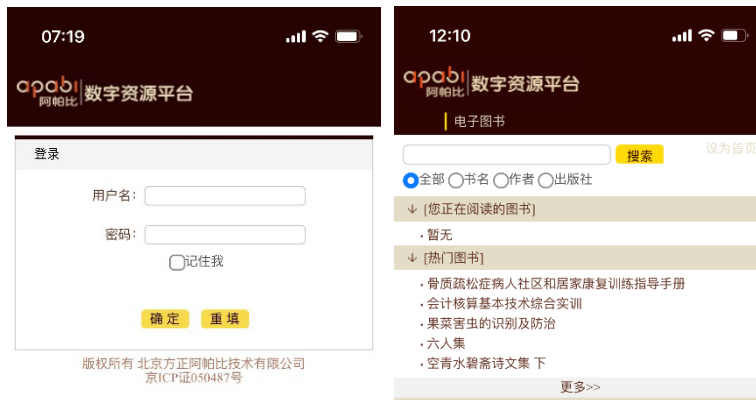 07:19
apabi 阿帕比 数字资源平台
登录
用户名：
密码：
记住我
确 定 重 填
版权所有 北京方正阿帕比技术有限公司
京ICP证050487号
12:10
apabi 阿帕比 数字资源平台
电子图书
搜索 设为首页
全部 书名 作者 出版社
↓ [您正在阅读的图书]
· 暂无
↓ [热门图书]
· 骨质疏松症病人社区和居家康复训练指导手册
· 会计核算基本技术综合实训
· 果菜害虫的识别及防治
· 六人集
· 空青水碧斋诗文集 下
更多>>